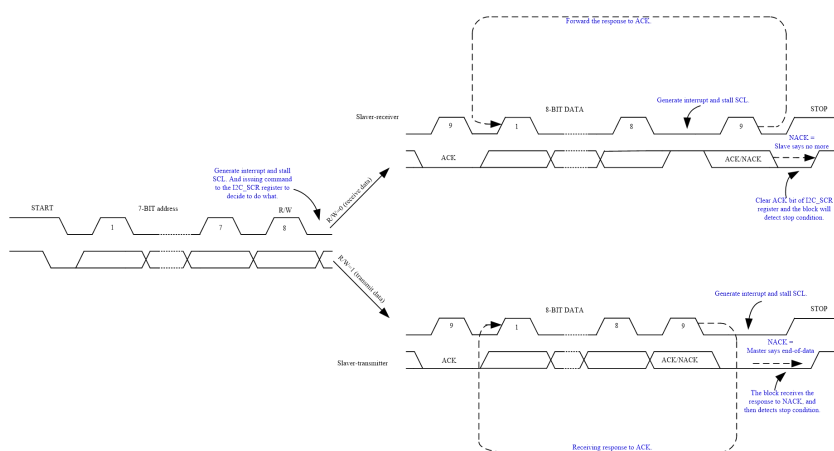 Forward the response to ACK.
8-BIT DATA
Generate interrupt and stall SCL.
STOP
Slaver-receiver
9
1
8
9
NACK =
Slave says no more
ACK
ACK/NACK
Generate interrupt and stall
SCL. And issuing command
to the I2C_SCR register to
decide to do what.
R/W=0 (receive data)
Clear ACK bit of I2C_SCR
register and the block will
detect stop condition.
START
7-BIT address
R/W
1
7
8
R/W=1 (transmit data)
Generate interrupt and stall SCL.
8-BIT DATA
STOP
9
1
8
9
NACK =
Master says end-of-data
Slaver-transmitter
ACK
ACK/NACK
The block receives the
response to NACK, and
then detects stop condition.
Receiving response to ACK.